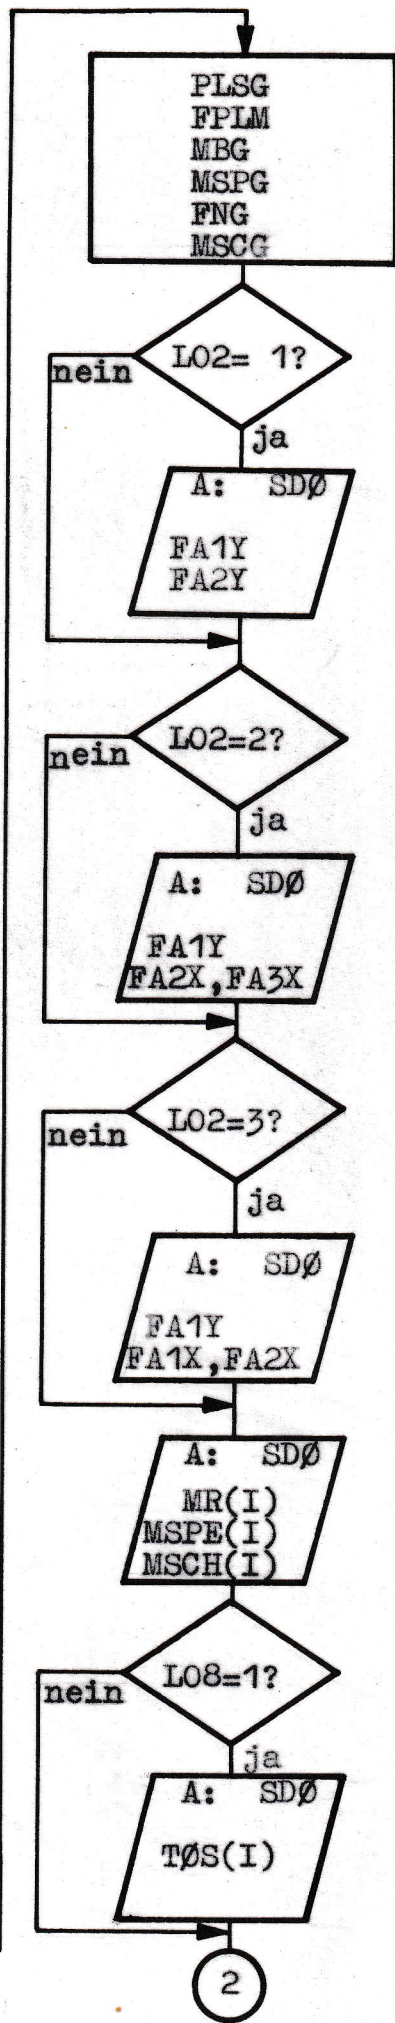 PLSG
FPLM
MBG
MSPG
FNG
MSCG
LO2= 1?
nein
ja
A: SDØ
FA1Y
FA2Y
LO2=2?
nein
ja
A: SDØ
FA1Y
FA2X,FA3X
LO2=3?
nein
ja
A: SDØ
FA1Y
FA1X,FA2X
A: SDØ
MR(I)
MSPE(I)
MSCH(I)
LO8=1?
nein
ja
A: SDØ
TØS(I)
2